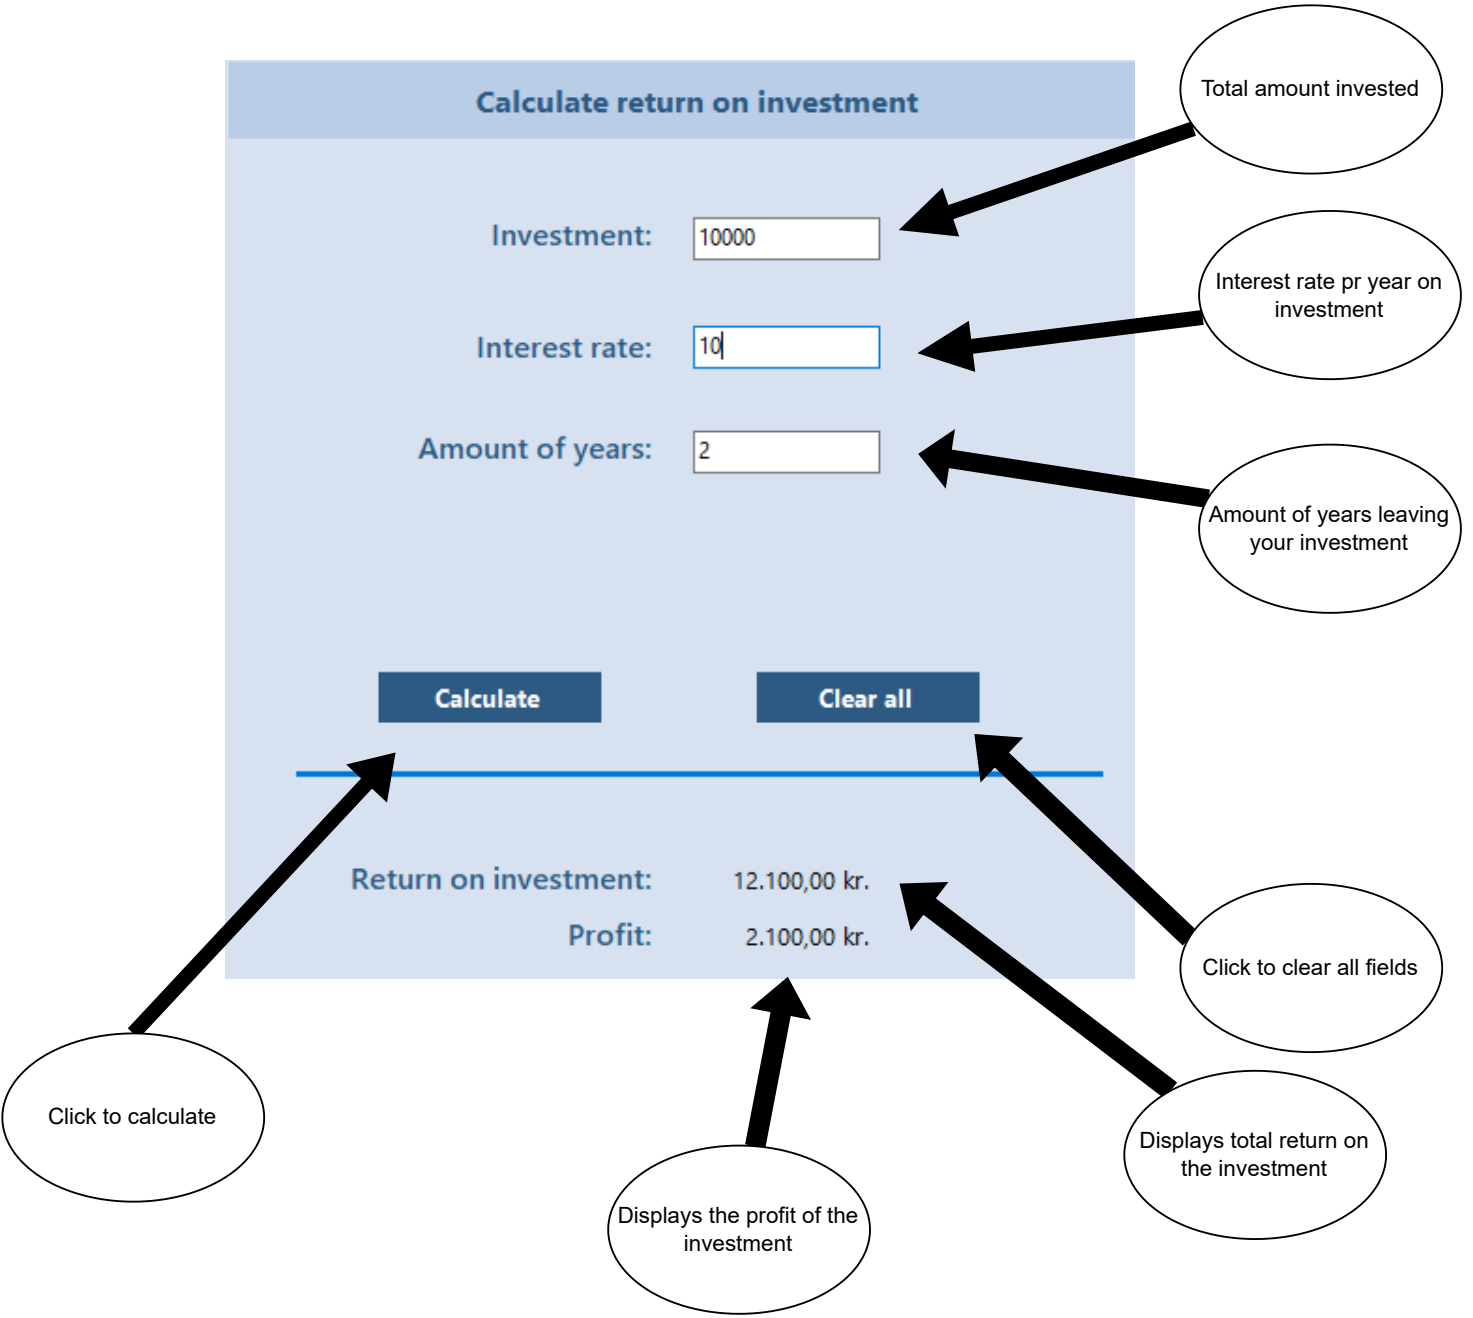 Total amount invested
Calculate return on investment
Investment: 10000
Interest rate pr year on
investment
Interest rate: 10
Amount of years: 2
Amount of years leaving
your investment
Calculate Clear all
Return on investment: 12.100,00 kr.
Profit: 2.100,00 kr.
Click to clear all fields
Click to calculate
Displays total return on
the investment
Displays the profit of the
investment